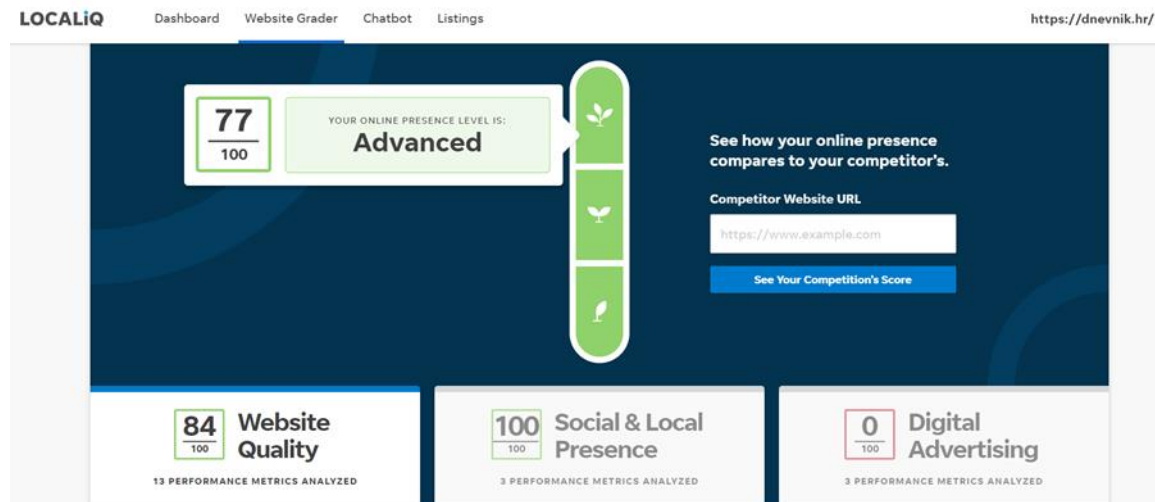 LOCALiQ Dashboard Website Grader Chatbot Listings https://dnevnik.hr/
77
100
YOUR ONLINE PRESENCE LEVEL IS:
Advanced
See how your online presence
compares to your competitor's.
Competitor Website URL
https://www.example.com
See Your Competition's Score
84
100
Website
Quality
13 PERFORMANCE METRICS ANALYZED
100
100
Social & Local
Presence
3 PERFORMANCE METRICS ANALYZED
0
100
Digital
Advertising
3 PERFORMANCE METRICS ANALYZED